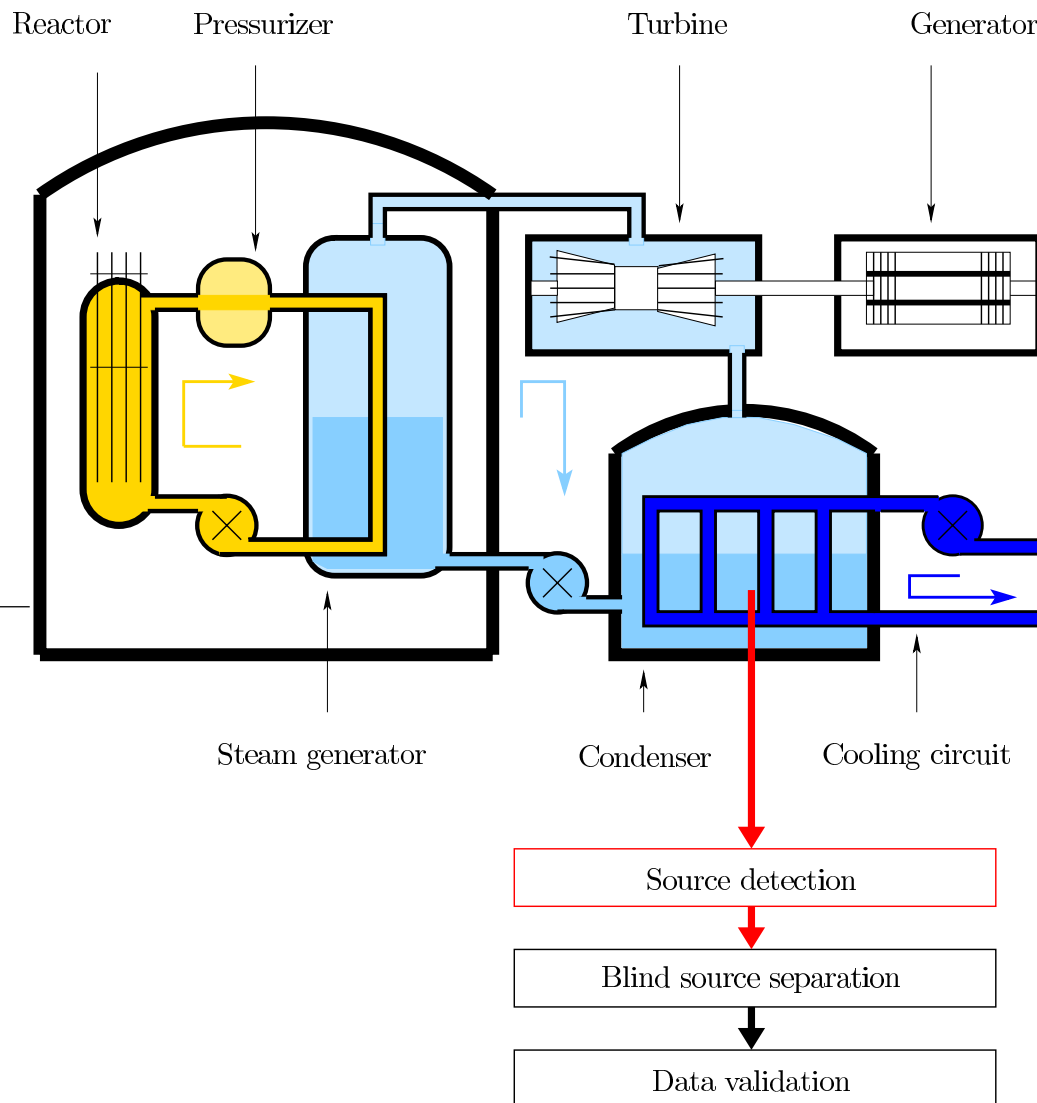 Reactor
Pressurizer
Turbine
Generator
Steam generator
Condenser
Cooling circuit
Source detection
Blind source separation
Data validation